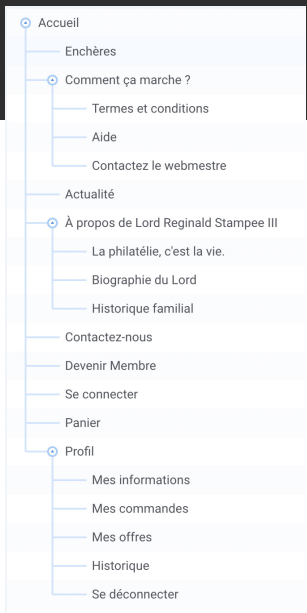 Accueil
Enchères
Comment ça marche ?
Termes et conditions
Aide
Contactez le webmestre
Actualité
À propos de Lord Reginald Stampee III
La philatélie, c'est la vie.
Biographie du Lord
Historique familial
Contactez-nous
Devenir Membre
Se connecter
Panier
Profil
Mes informations
Mes commandes
Mes offres
Historique
Se déconnecter